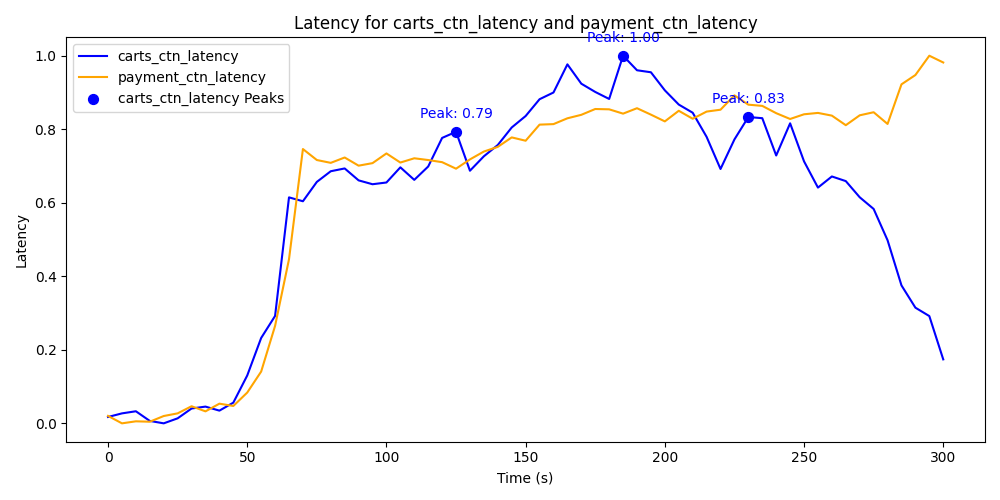 Latency for carts_ctn_latency and payment_ctn_latency
Peak: 1.00
carts_ctn_latency
payment_ctn_latency
carts_ctn_latency Peaks
Peak: 0.79
Peak: 0.83
Latency
1.0
0.8
0.6
0.4
0.2
0.0
0 50 100 150 200 250 300
Time (s)